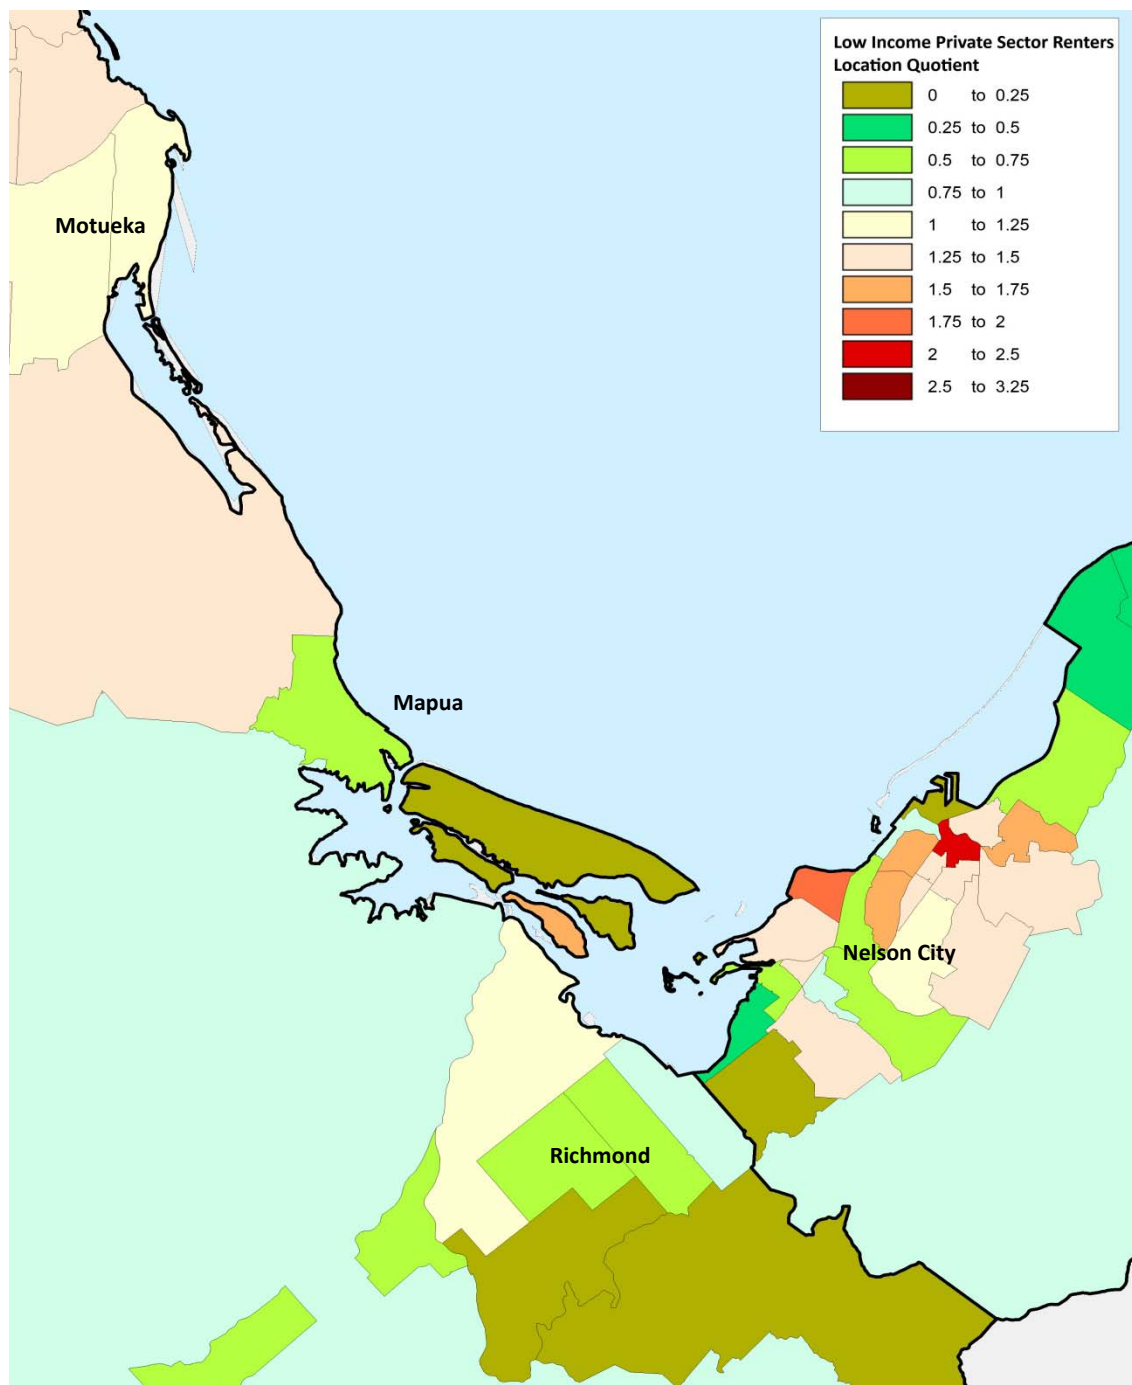 Low Income Private Sector Renters
Location Quotient
0 to 0.25
0.25 to 0.5
0.5 to 0.75
0.75 to 1
1 to 1.25
1.25 to 1.5
1.5 to 1.75
1.75 to 2
2 to 2.5
2.5 to 3.25
Motueka
Mapua
Nelson City
Richmond